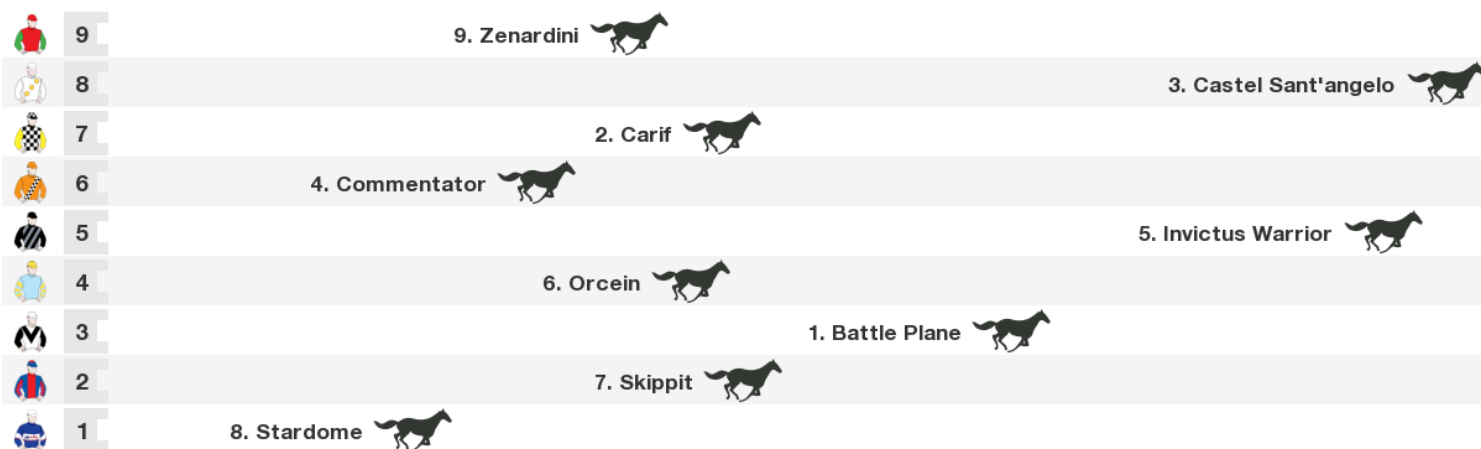 9 9. Zenardini
8 3. Castel Sant'angelo
7 2. Carif
6 4. Commentator
5 5. Invictus Warrior
4 6. Orcein
3 1. Battle Plane
2 7. Skippit
1 8. Stardome